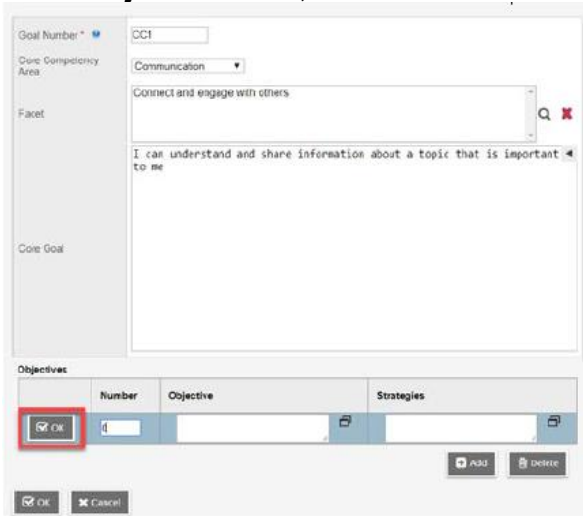 Goal Number *
CC1
Core Competency
Area
Communication
Facet
Connect and engage with others
I can understand and share information about a topic that is important
to me
Core Goal
Objectives
Number Objective Strategies
OK
Add Delete
OK Cancel